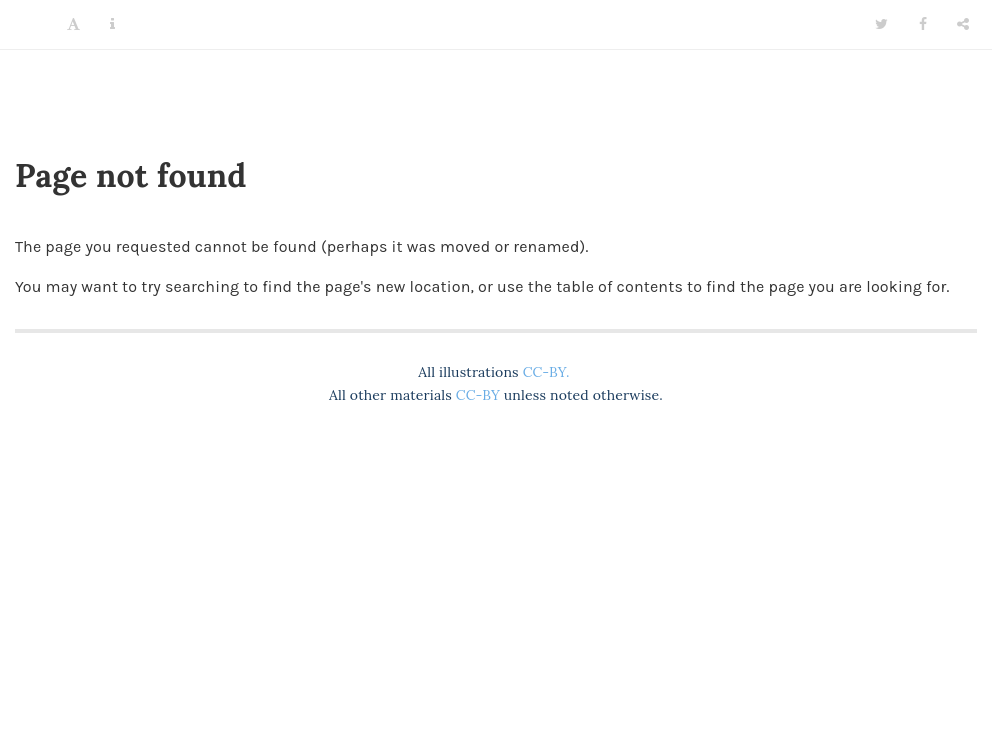 Page not found
The page you requested cannot be found (perhaps it was moved or renamed).
You may want to try searching to find the page's new location, or use the table of contents to find the page you are looking for.
All illustrations CC-BY.
All other materials CC-BY unless noted otherwise.